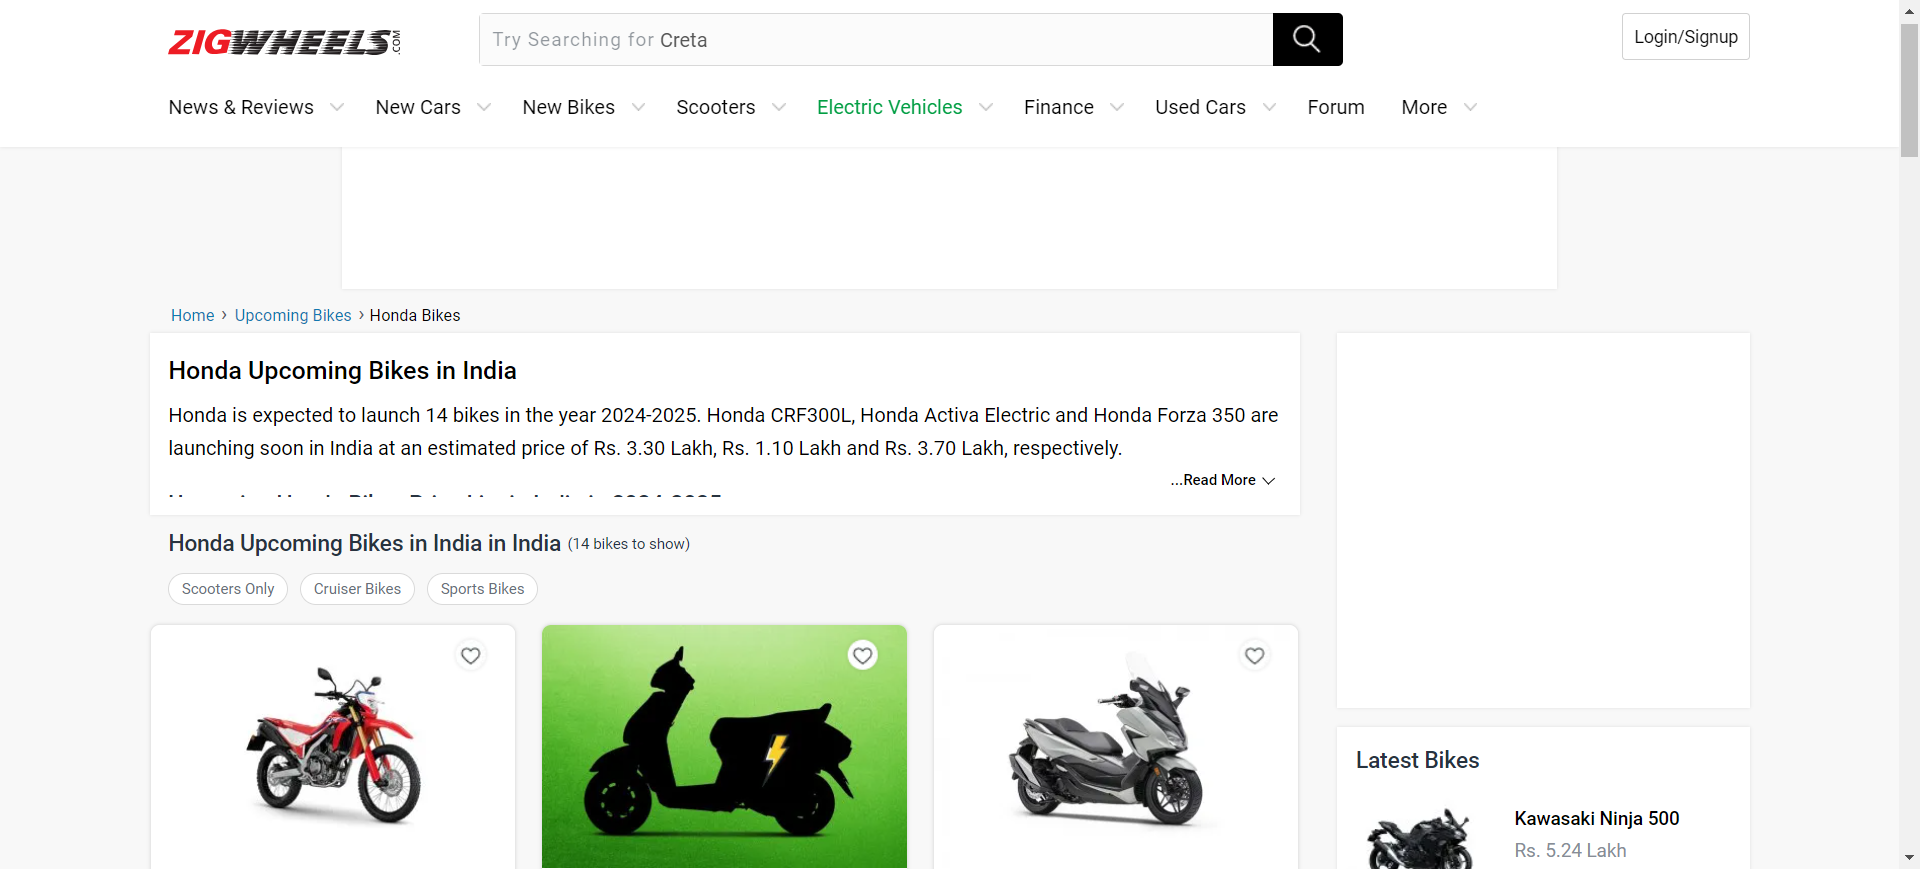 ZIGWHEELS.COM
Try Searching for Creta
Login/Signup
News & Reviews
New Cars
New Bikes
Scooters
Electric Vehicles
Finance
Used Cars
Forum
More
Home › Upcoming Bikes › Honda Bikes
Honda Upcoming Bikes in India
Honda is expected to launch 14 bikes in the year 2024-2025. Honda CRF300L, Honda Activa Electric and Honda Forza 350 are
launching soon in India at an estimated price of Rs. 3.30 Lakh, Rs. 1.10 Lakh and Rs. 3.70 Lakh, respectively.
...Read More
Honda Upcoming Bikes in India in India (14 bikes to show)
Scooters Only
Cruiser Bikes
Sports Bikes
Latest Bikes
Kawasaki Ninja 500
Rs. 5.24 Lakh